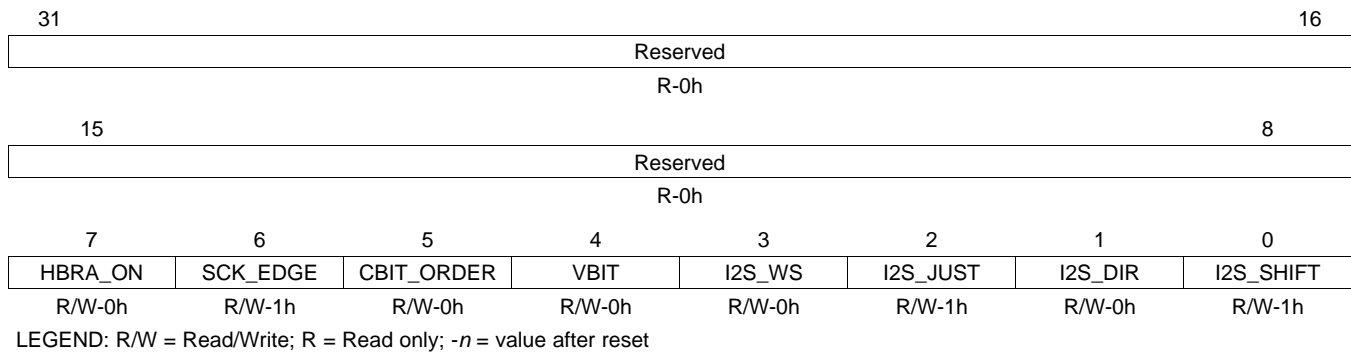 31 16
Reserved
R-0h
15 8
Reserved
R-0h
7 6 5 4 3 2 1 0
HBRA_ON SCK_EDGE CBIT_ORDER VBIT I2S_WS I2S_JUST I2S_DIR I2S_SHIFT
R/W-0h R/W-1h R/W-0h R/W-0h R/W-0h R/W-1h R/W-0h R/W-1h
LEGEND: R/W = Read/Write; R = Read only; -n = value after reset